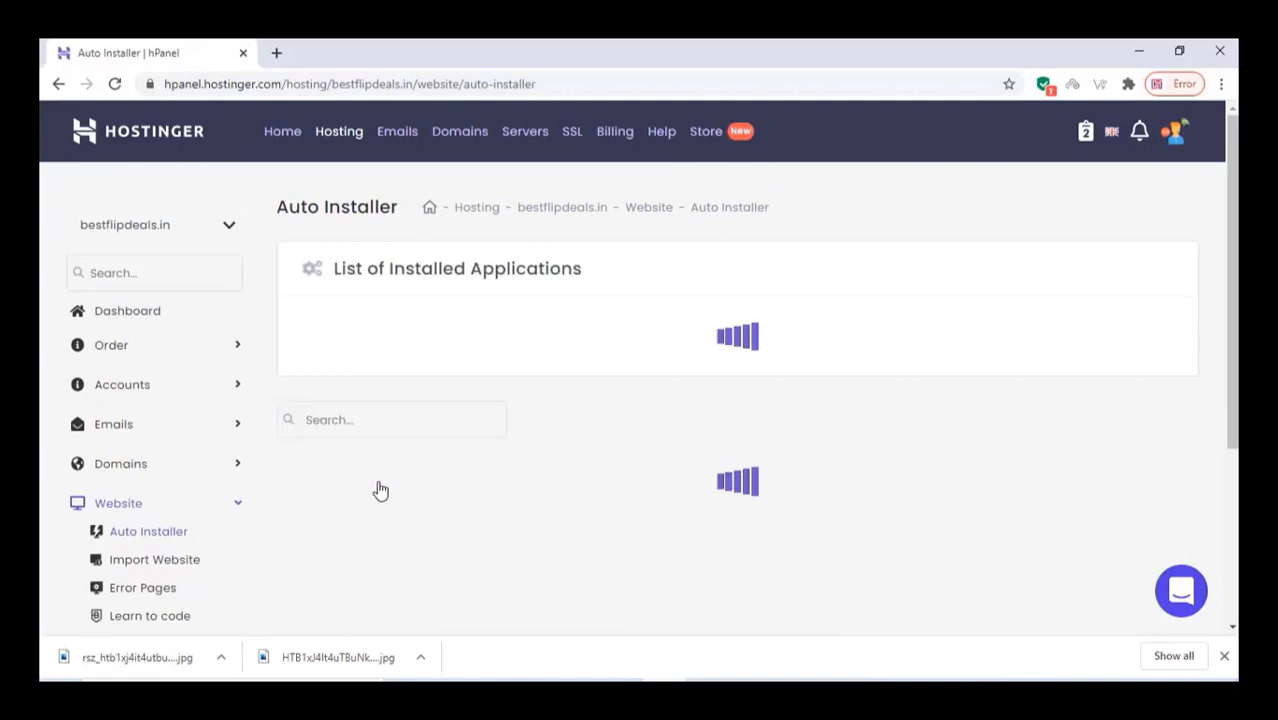 Auto Installer | hPanel
hpanel.hostinger.com/hosting/bestflipdeals.in/website/auto-installer
1
Error
HOSTINGER
Home Hosting Emails Domains Servers SSL Billing Help Store New
2
bestflipdeals.in
Search...
Dashboard
Order
Accounts
Emails
Domains
Website
Auto Installer
Import Website
Error Pages
Learn to code
Auto Installer
- Hosting - bestflipdeals.in - Website - Auto Installer
List of Installed Applications
Search...
rsz_htb1xj4it4utbu....jpg
HTB1xJ4It4uTBuNk....jpg
Show all